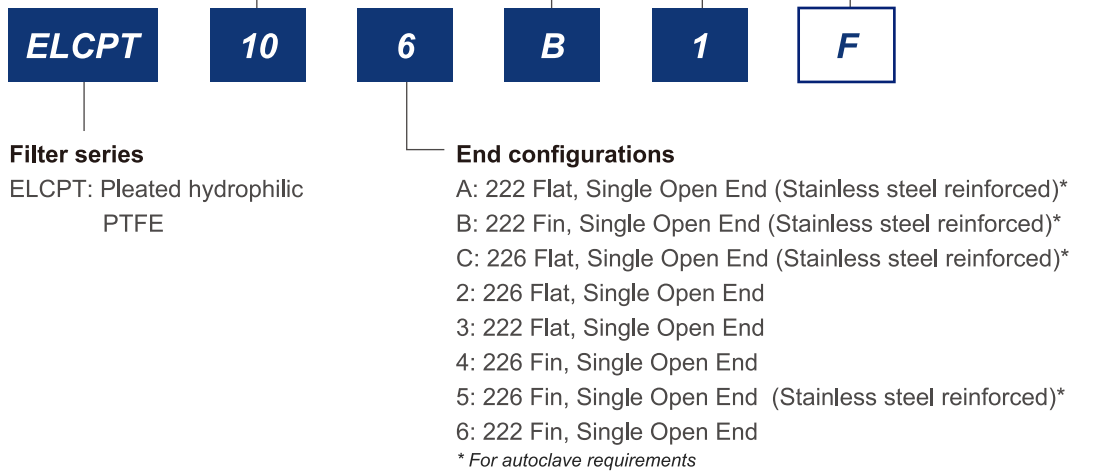 ELCPT 10 6 B 1 F
Filter series
ELCPT: Pleated hydrophilic
PTFE
End configurations
A: 222 Flat, Single Open End (Stainless steel reinforced)*
B: 222 Fin, Single Open End (Stainless steel reinforced)*
C: 226 Flat, Single Open End (Stainless steel reinforced)*
2: 226 Flat, Single Open End
3: 222 Flat, Single Open End
4: 226 Fin, Single Open End
5: 226 Fin, Single Open End (Stainless steel reinforced)*
6: 222 Fin, Single Open End
* For autoclave requirements